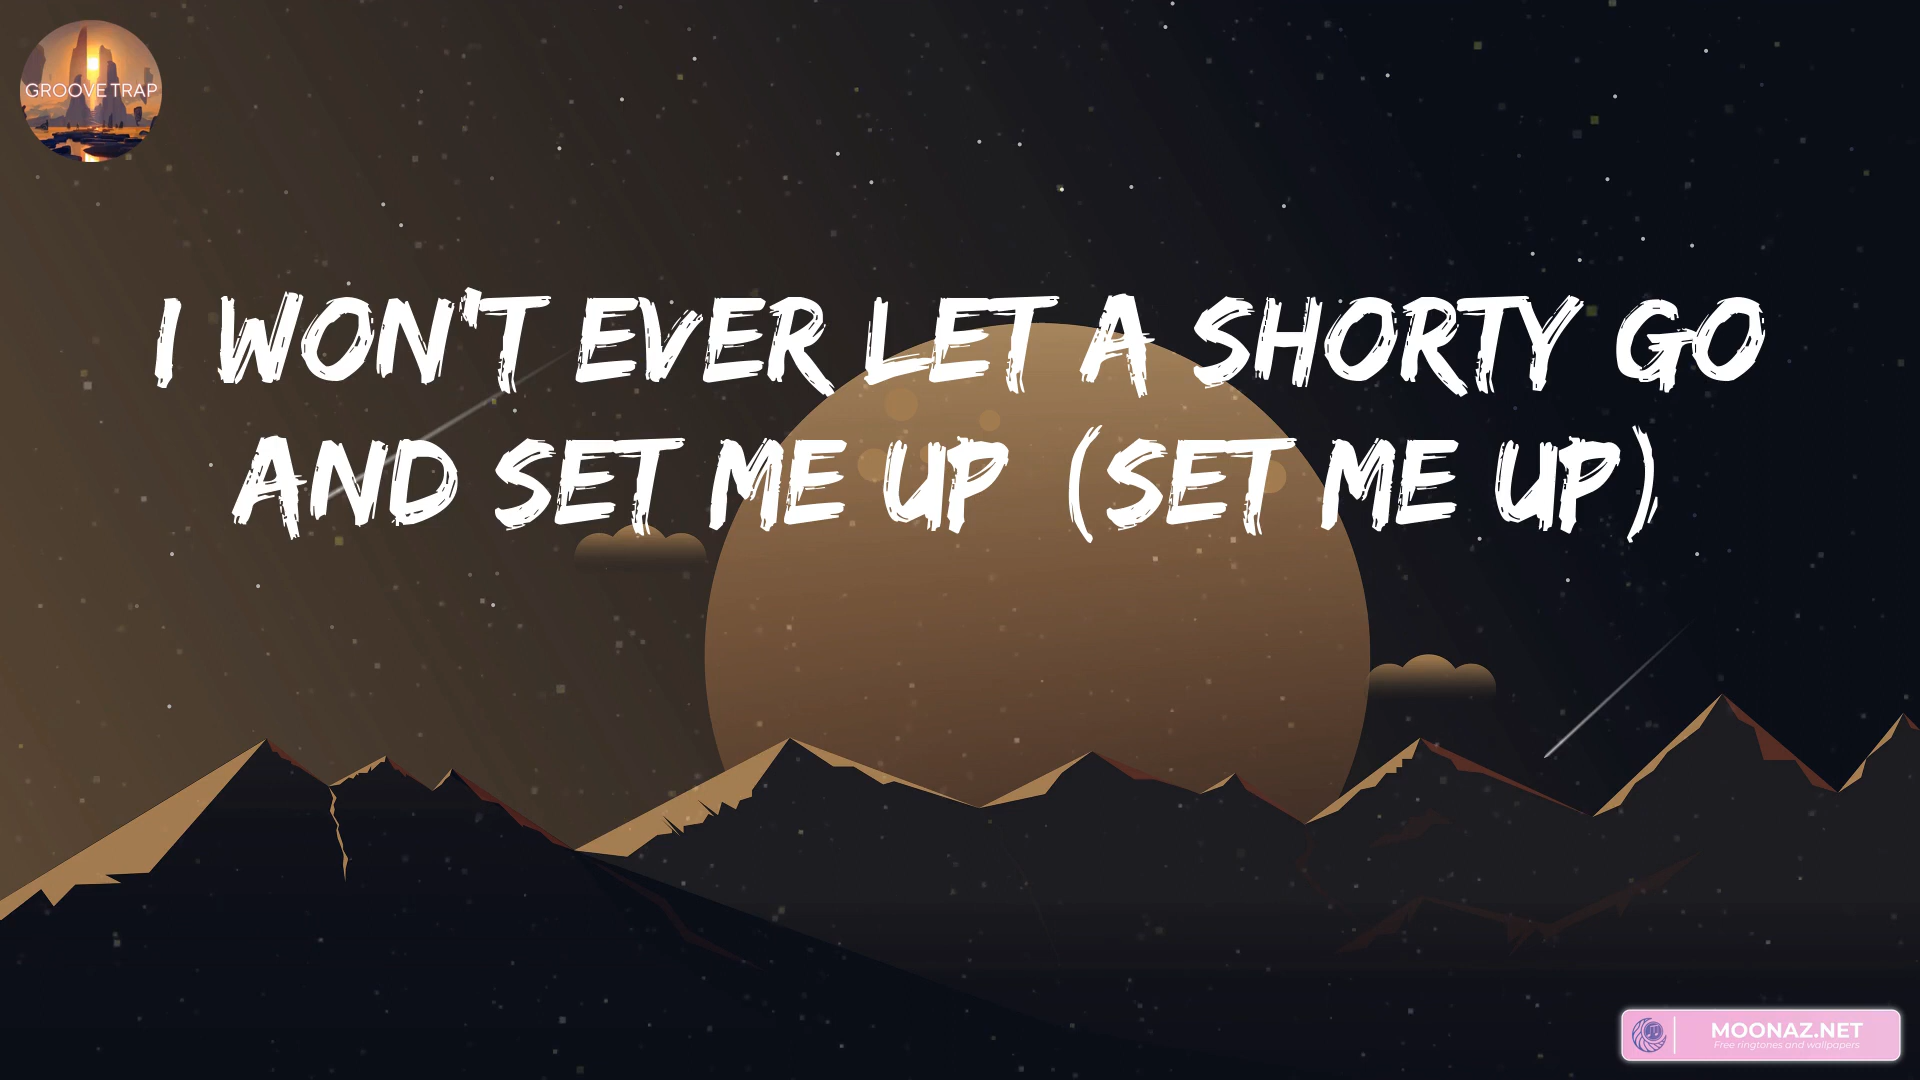 GROOVE TRAP
I WON'T EVER LET A SHORTY GO
AND SET ME UP (SET ME UP)
MOONAZ.NET
Free ringtones and wallpapers